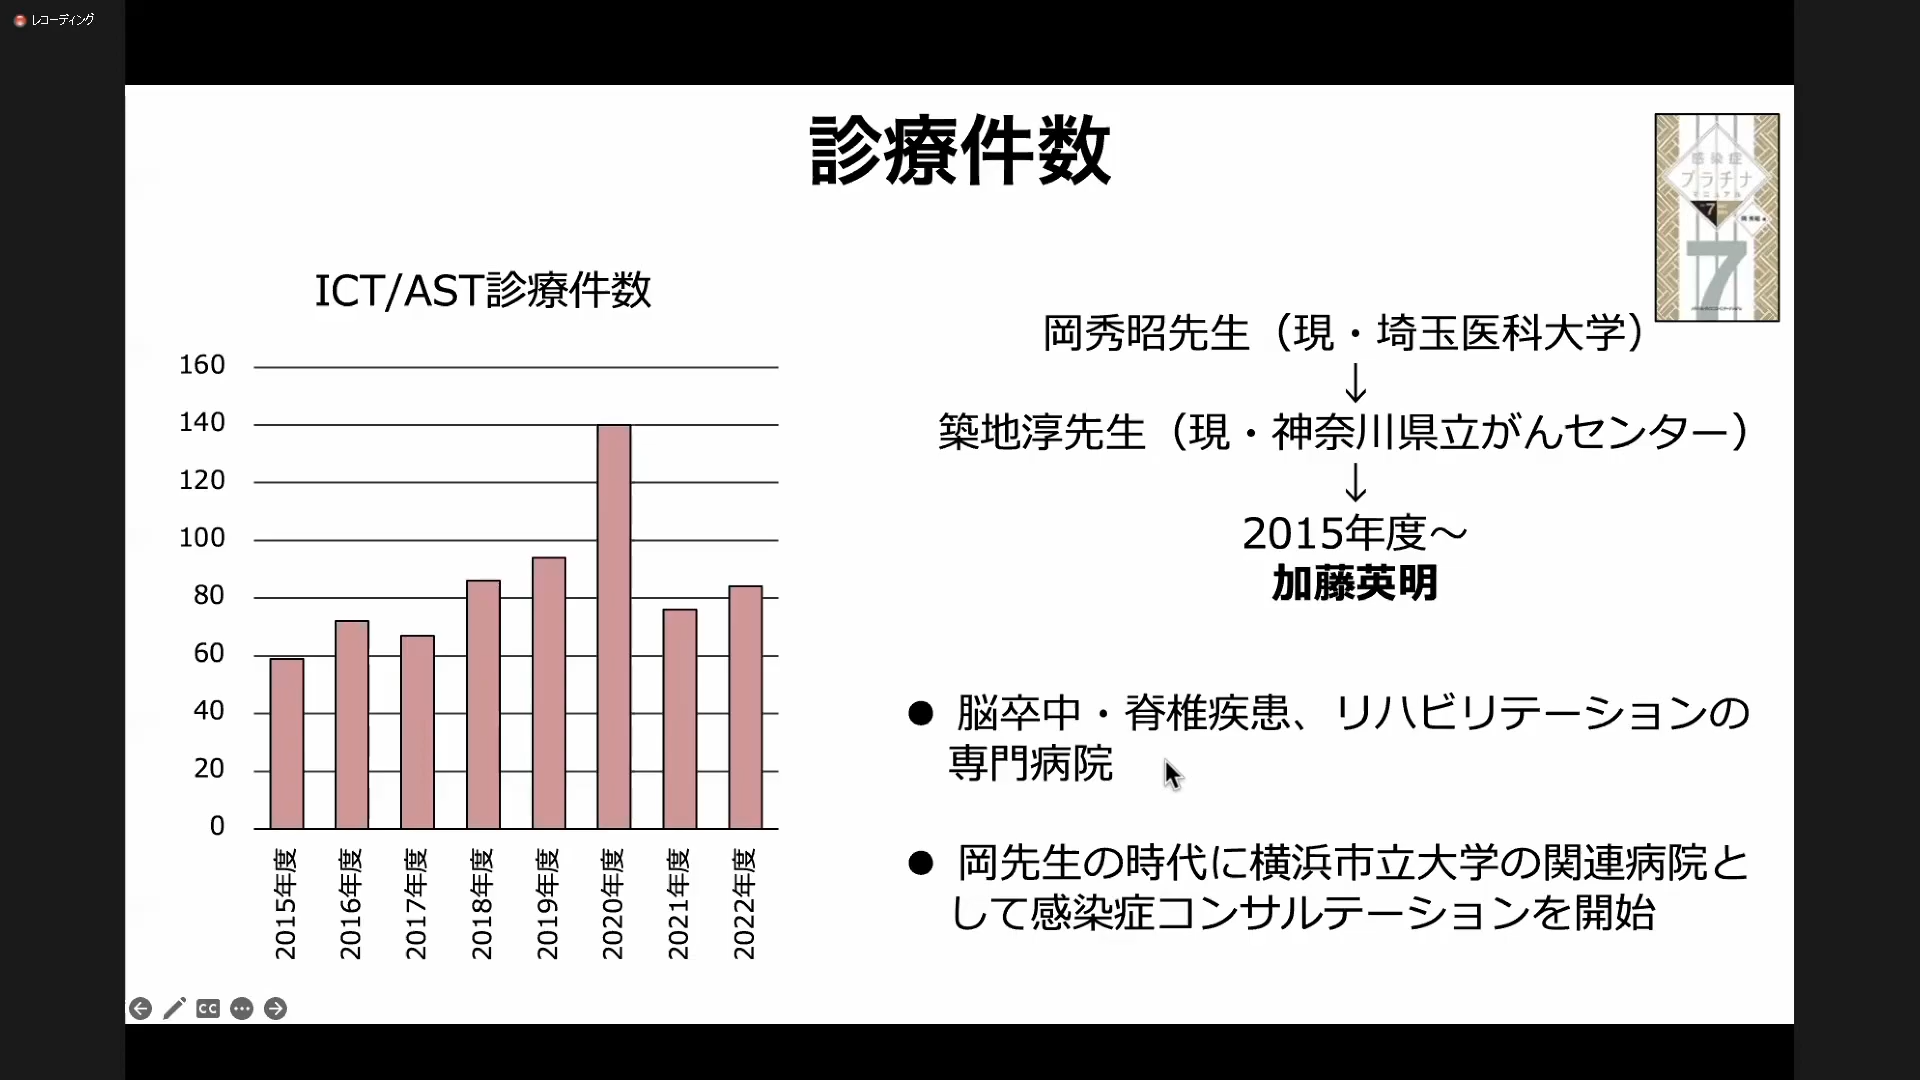 レコーディング
診療件数
感染症
プラチナ
マニュアル
7
7
ICT/AST診療件数
160
140
120
100
80
60
40
20
0
2015年度
2016年度
2017年度
2018年度
2019年度
2020年度
2021年度
2022年度
岡秀昭先生（現・埼玉医科大学）
↓
築地淳先生（現・神奈川県立がんセンター）
↓
2015年度～
加藤英明
● 脳卒中・脊椎疾患、リハビリテーションの
専門病院
● 岡先生の時代に横浜市立大学の関連病院と
して感染症コンサルテーションを開始
CC